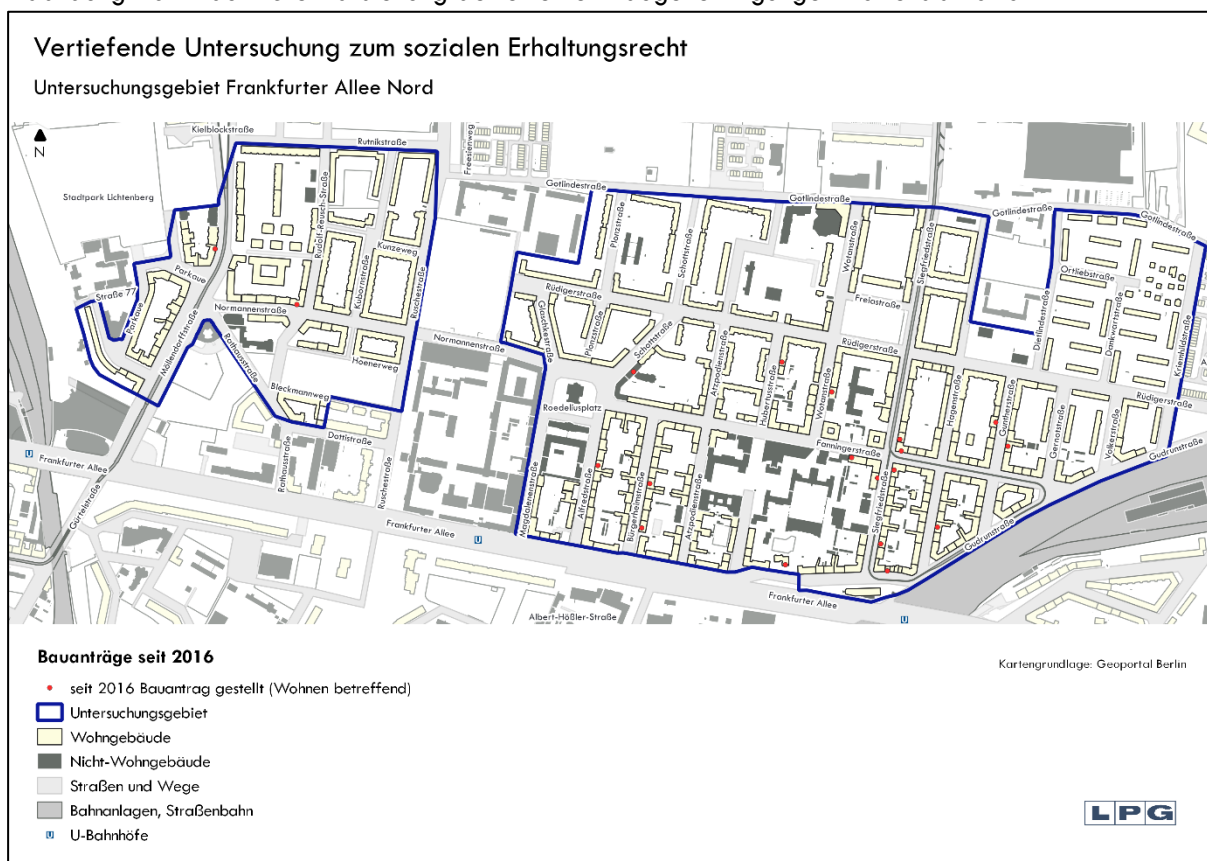 Vertiefende Untersuchung zum sozialen Erhaltungsrecht
Untersuchungsgebiet Frankfurter Allee Nord
N
Kielblockstraße
Rutnikstraße
Freesienweg
Stadtpark Lichtenberg
Gotlindestraße
Gotlindestraße
Gotlindestraße
Gotlindestraße
Rudolf-Reusch-Straße
Kunzeweg
Plonzstraße
Schottstraße
Wotanstraße
Siegfriedstraße
Ortliebstraße
Parkaue
Straße 77
Parkaue
Kubornstraße
Ruschestraße
Rüdigerstraße
Freiastraße
Dietlindestraße
Dankwartstraße
Kriemhildstraße
Normannenstraße
Glaschkestraße
Plonzstraße
Möllendorffstraße
Rathausstraße
Hoenerweg
Normannenstraße
Schottstraße
Rüdigerstraße
Atzpodienstraße
Hubertusstraße
Wotanstraße
Hagenstraße
Guntherstraße
Rüdigerstraße
Bleckmannweg
Roedeliusplatz
Gernotstraße
Volkerstraße
Gudrunstraße
Dottistraße
Fanningerstraße
U
Frankfurter Allee
Rathausstraße
Ruschestraße
Magdalenenstraße
Alfredstraße
Bürgerheimstraße
Atzpodienstraße
Siegfriedstraße
Gürtelstraße
Frankfurter Allee
U
Gudrunstraße
Frankfurter Allee
Albert-Hößler-Straße
U
Bauanträge seit 2016
Kartengrundlage: Geoportal Berlin
seit 2016 Bauantrag gestellt (Wohnen betreffend)
Untersuchungsgebiet
Wohngebäude
Nicht-Wohngebäude
Straßen und Wege
Bahnanlagen, Straßenbahn
U U-Bahnhöfe
LPG